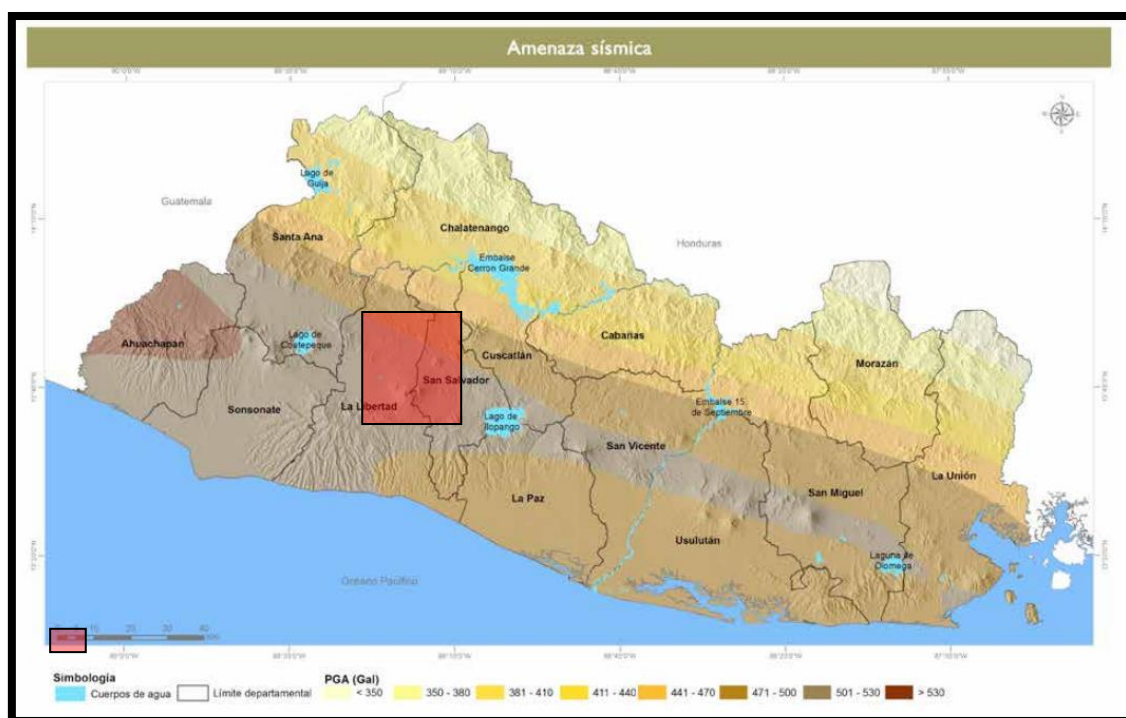 Amenaza sísmica
Lago de
Guija
Guatemala
Chalatenango
Santa Ana
Honduras
Embalse
Cerron Grande
Ahuachapán
Lago de
Coatepeque
Cabañas
Morazán
Cuscatlán
San Salvador
Sonsonate
La Libertad
Lago de
Ilopango
Embalse 15
de Septiembre
San Vicente
La Unión
La Paz
San Miguel
Usulután
Laguna de
Olomega
Océano Pacífico
10 20 30 40
Simbología
Cuerpos de agua
Límite departamental
PGA (Gal)
< 350
350 - 380
381 - 410
411 - 440
441 - 470
471 - 500
501 - 530
> 530